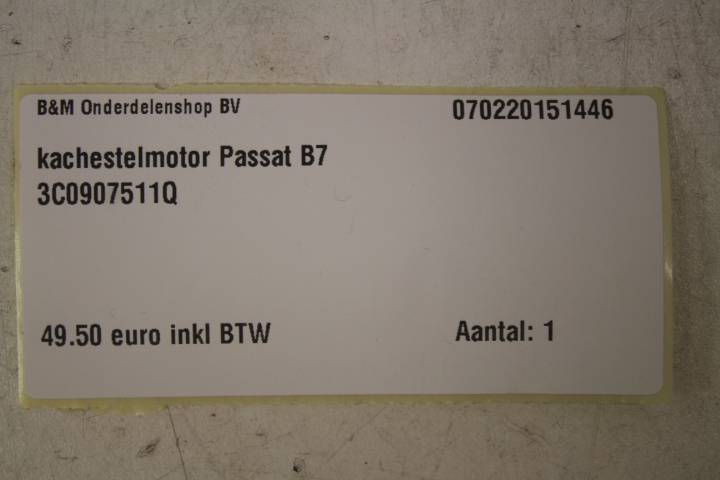 B&M Onderdelenshop BV 070220151446
kachestelmotor Passat B7
3C0907511Q
49.50 euro inkl BTW Aantal: 1